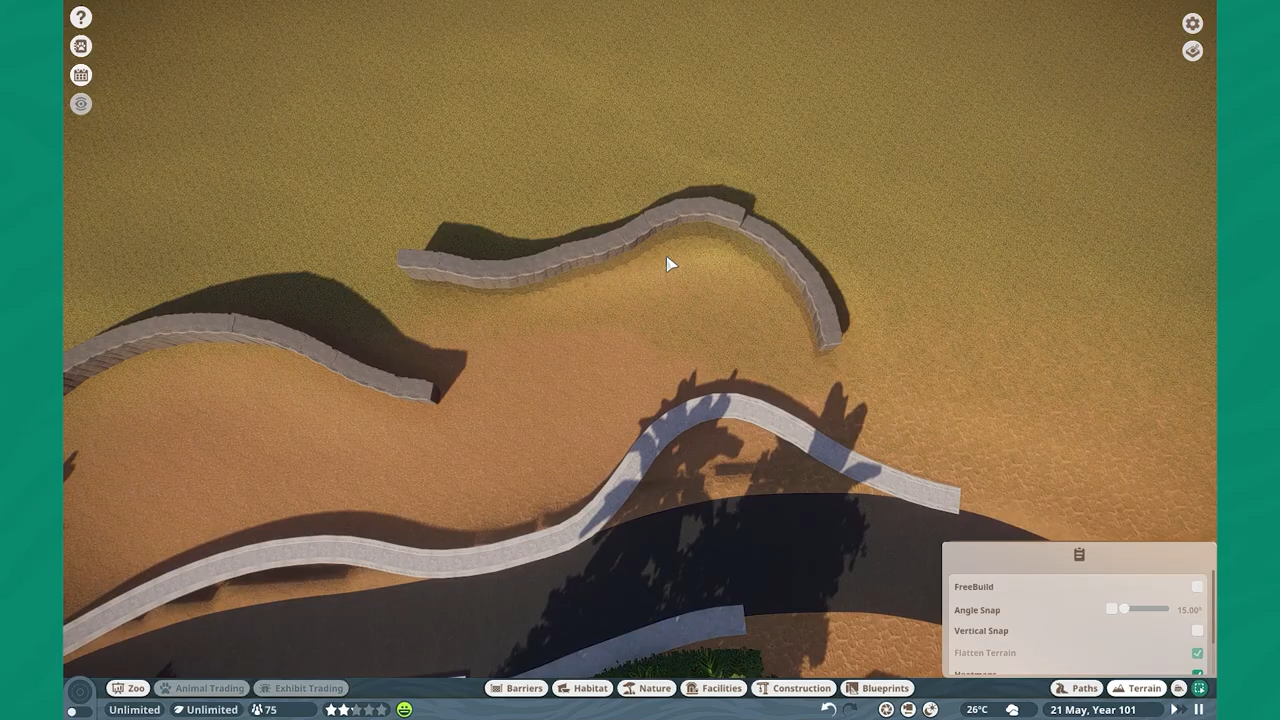 ?
FreeBuild
Angle Snap 15.00°
Vertical Snap
Flatten Terrain
Zoo Animal Trading Exhibit Trading Barriers Habitat Nature Facilities Construction Blueprints Paths Terrain
Unlimited Unlimited 75 26°C 21 May, Year 101